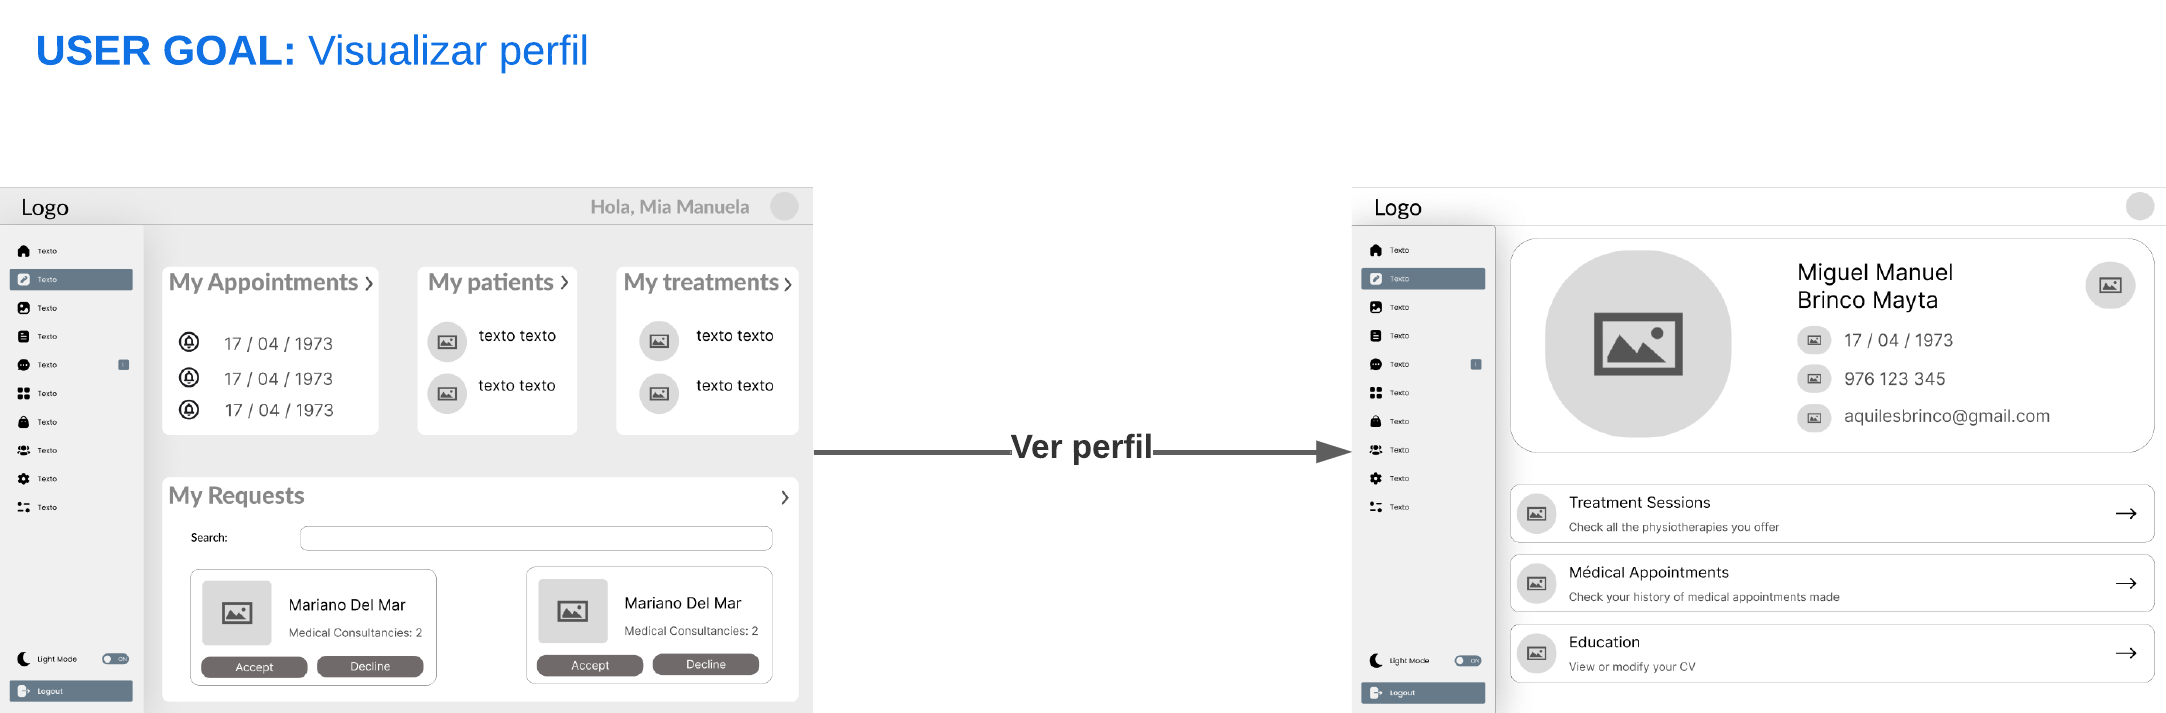 USER GOAL: Visualizar perfil
Logo
Hola, Mia Manuela
Texto
Texto
Texto
Texto
Texto
Texto
Texto
Texto
Texto
Texto
Light Mode
ON
Logout
My Appointments
17 / 04 / 1973
17 / 04 / 1973
17 / 04 / 1973
My patients
texto texto
texto texto
My treatments
texto texto
texto texto
My Requests
Search:
Mariano Del Mar
Medical Consultancies: 2
Accept
Decline
Mariano Del Mar
Medical Consultancies: 2
Accept
Decline
Ver perfil
Logo
Texto
Texto
Texto
Texto
Texto
Texto
Texto
Texto
Texto
Texto
Light Mode
ON
Logout
Miguel Manuel
Brinco Mayta
17 / 04 / 1973
976 123 345
aquilesbrinco@gmail.com
Treatment Sessions
Check all the physiotherapies you offer
Médical Appointments
Check your history of medical appointments made
Education
View or modify your CV